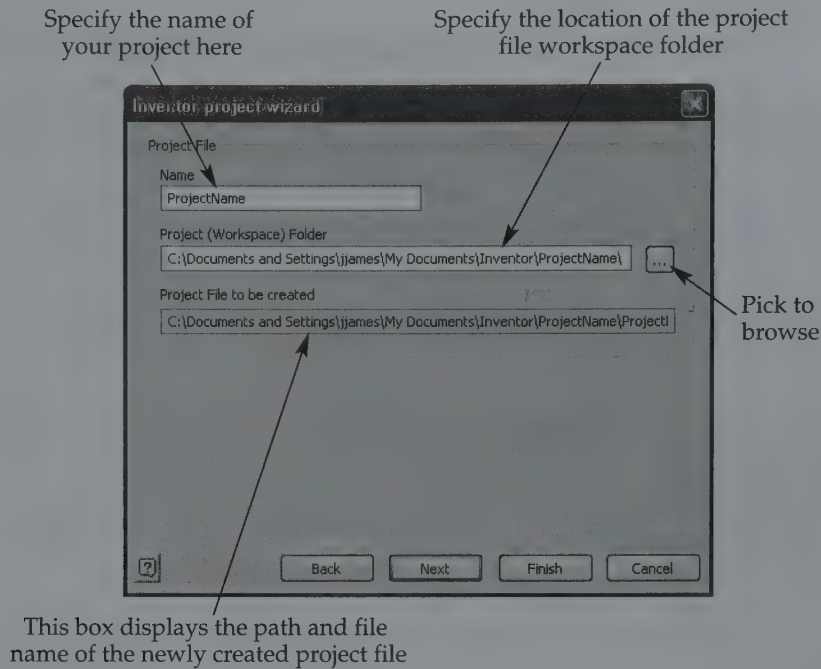 Specify the name of
your project here
Specify the location of the project
file workspace folder
Inventor project wizard
Project File
Name
ProjectName
Project (Workspace) Folder
C:\Documents and Settings\jjames\My Documents\Inventor\ProjectName\
...
Project File to be created
C:\Documents and Settings\jjames\My Documents\Inventor\ProjectName\Projectl
Pick to
browse
?
Back
Next
Finish
Cancel
This box displays the path and file
name of the newly created project file